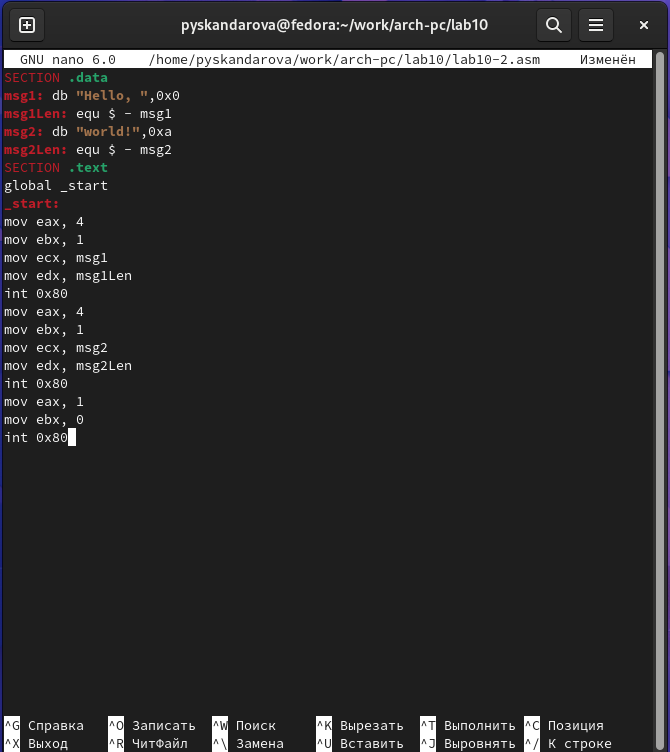 pyskandarova@fedora:~/work/arch-pc/lab10
GNU nano 6.0 /home/pyskandarova/work/arch-pc/lab10/lab10-2.asm Изменён
SECTION .data
msg1: db "Hello, ",0x0
msg1Len: equ $ - msg1
msg2: db "world!",0xa
msg2Len: equ $ - msg2
SECTION .text
global _start
_start:
mov eax, 4
mov ebx, 1
mov ecx, msg1
mov edx, msg1Len
int 0x80
mov eax, 4
mov ebx, 1
mov ecx, msg2
mov edx, msg2Len
int 0x80
mov eax, 1
mov ebx, 0
int 0x80
^G Справка ^O Записать ^W Поиск ^K Вырезать ^T Выполнить ^C Позиция
^X Выход ^R ЧитФайл ^\ Замена ^U Вставить ^J Выровнять ^/ К строке